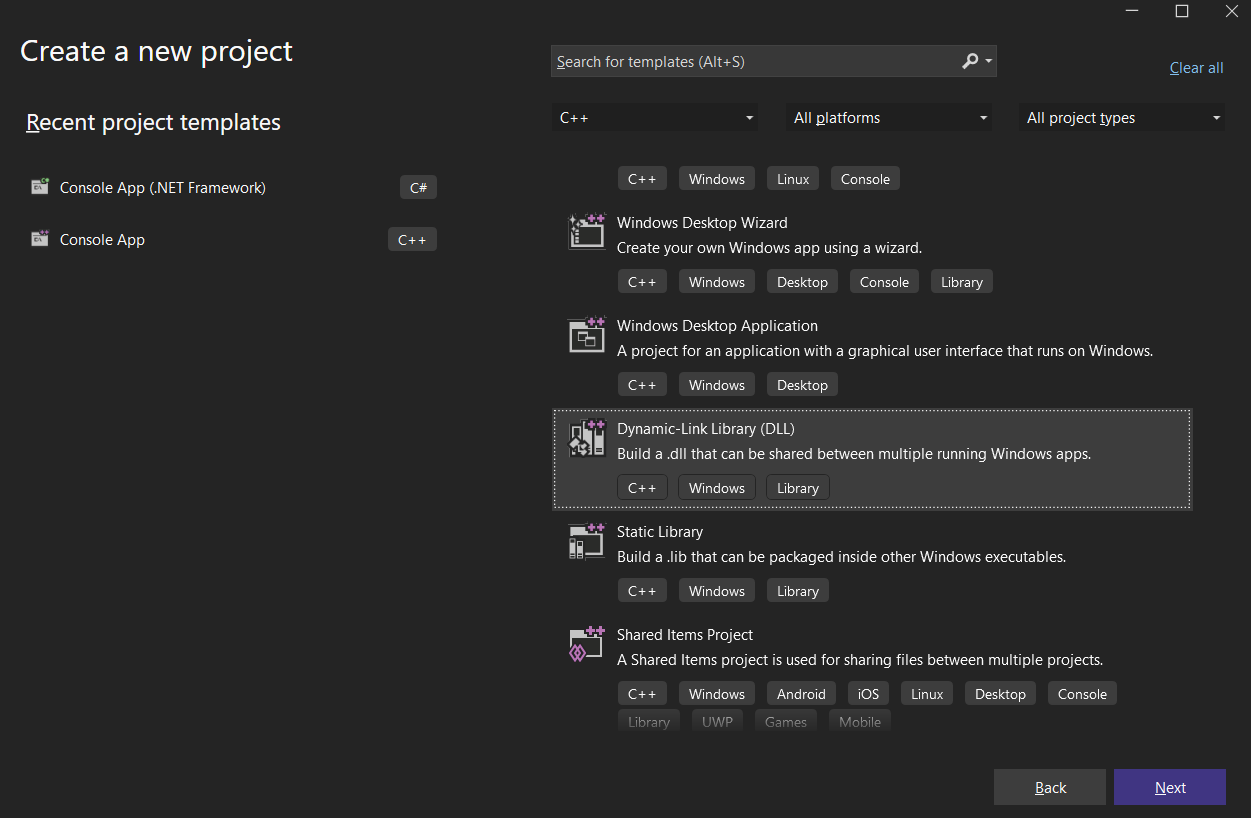 Create a new project
Search for templates (Alt+S)
Clear all
Recent project templates
C++
All platforms
All project types
Console App (.NET Framework)
C#
Console App
C++
C++ Windows Linux Console
Windows Desktop Wizard
Create your own Windows app using a wizard.
C++ Windows Desktop Console Library
Windows Desktop Application
A project for an application with a graphical user interface that runs on Windows.
C++ Windows Desktop
Dynamic-Link Library (DLL)
Build a .dll that can be shared between multiple running Windows apps.
C++ Windows Library
Static Library
Build a .lib that can be packaged inside other Windows executables.
C++ Windows Library
Shared Items Project
A Shared Items project is used for sharing files between multiple projects.
C++ Windows Android iOS Linux Desktop Console
Library UWP Games Mobile
Back
Next